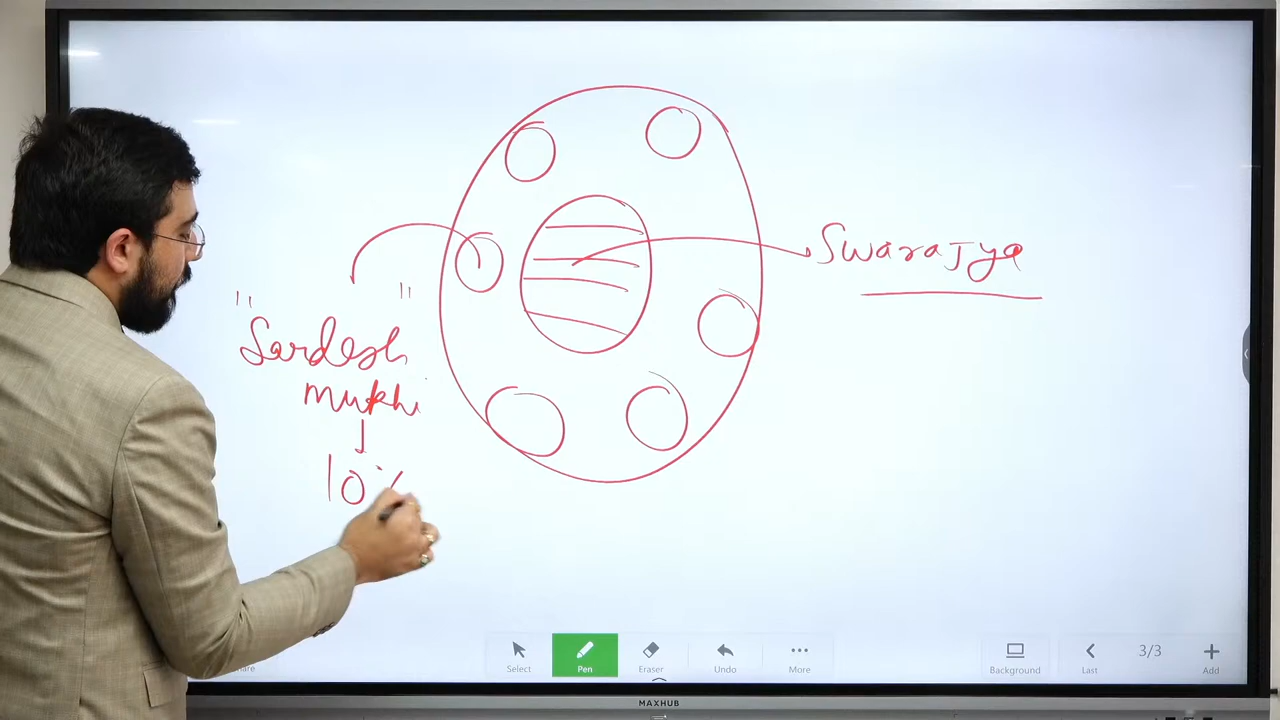 Swarajya
"Sardesh
mukhi"
10%
Select
Pen
Eraser
Undo
More
Background
Last
3/3
Add
MAXHUB